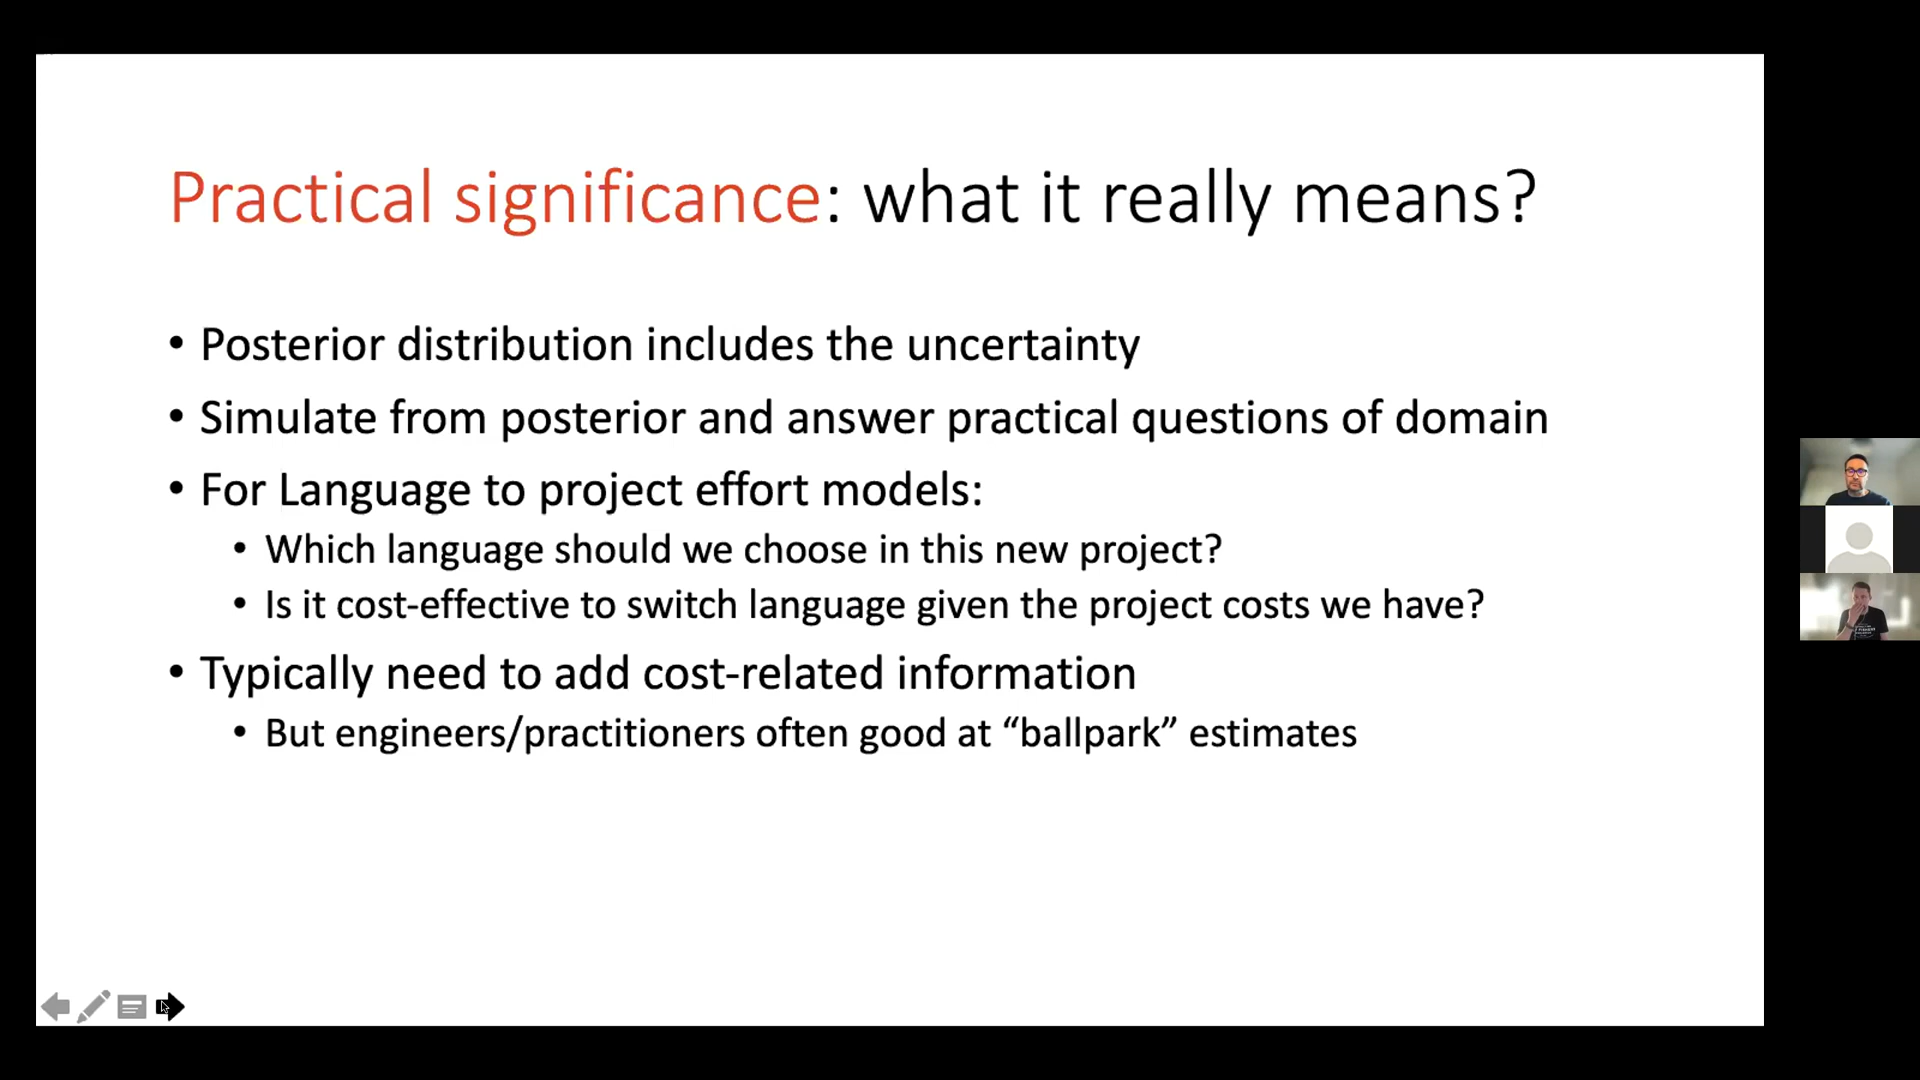 Practical significance: what it really means?
• Posterior distribution includes the uncertainty
• Simulate from posterior and answer practical questions of domain
• For Language to project effort models:
• Which language should we choose in this new project?
• Is it cost-effective to switch language given the project costs we have?
• Typically need to add cost-related information
• But engineers/practitioners often good at “ballpark” estimates